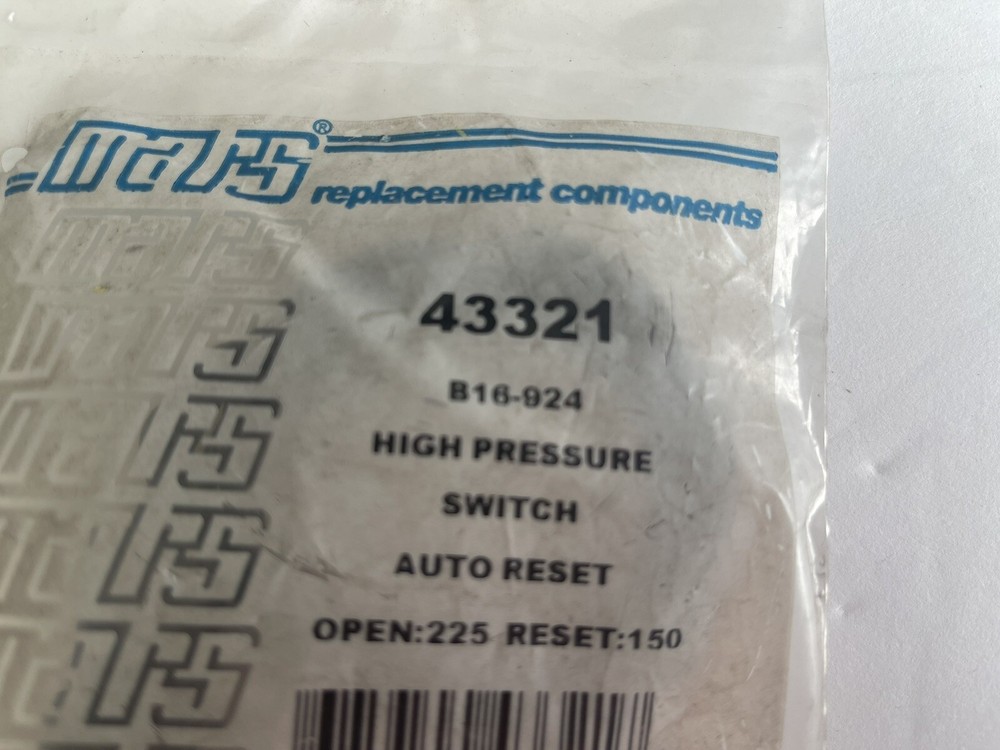 mars®
replacement components
43321
B16-924
HIGH PRESSURE
SWITCH
AUTO RESET
OPEN:225 RESET:150